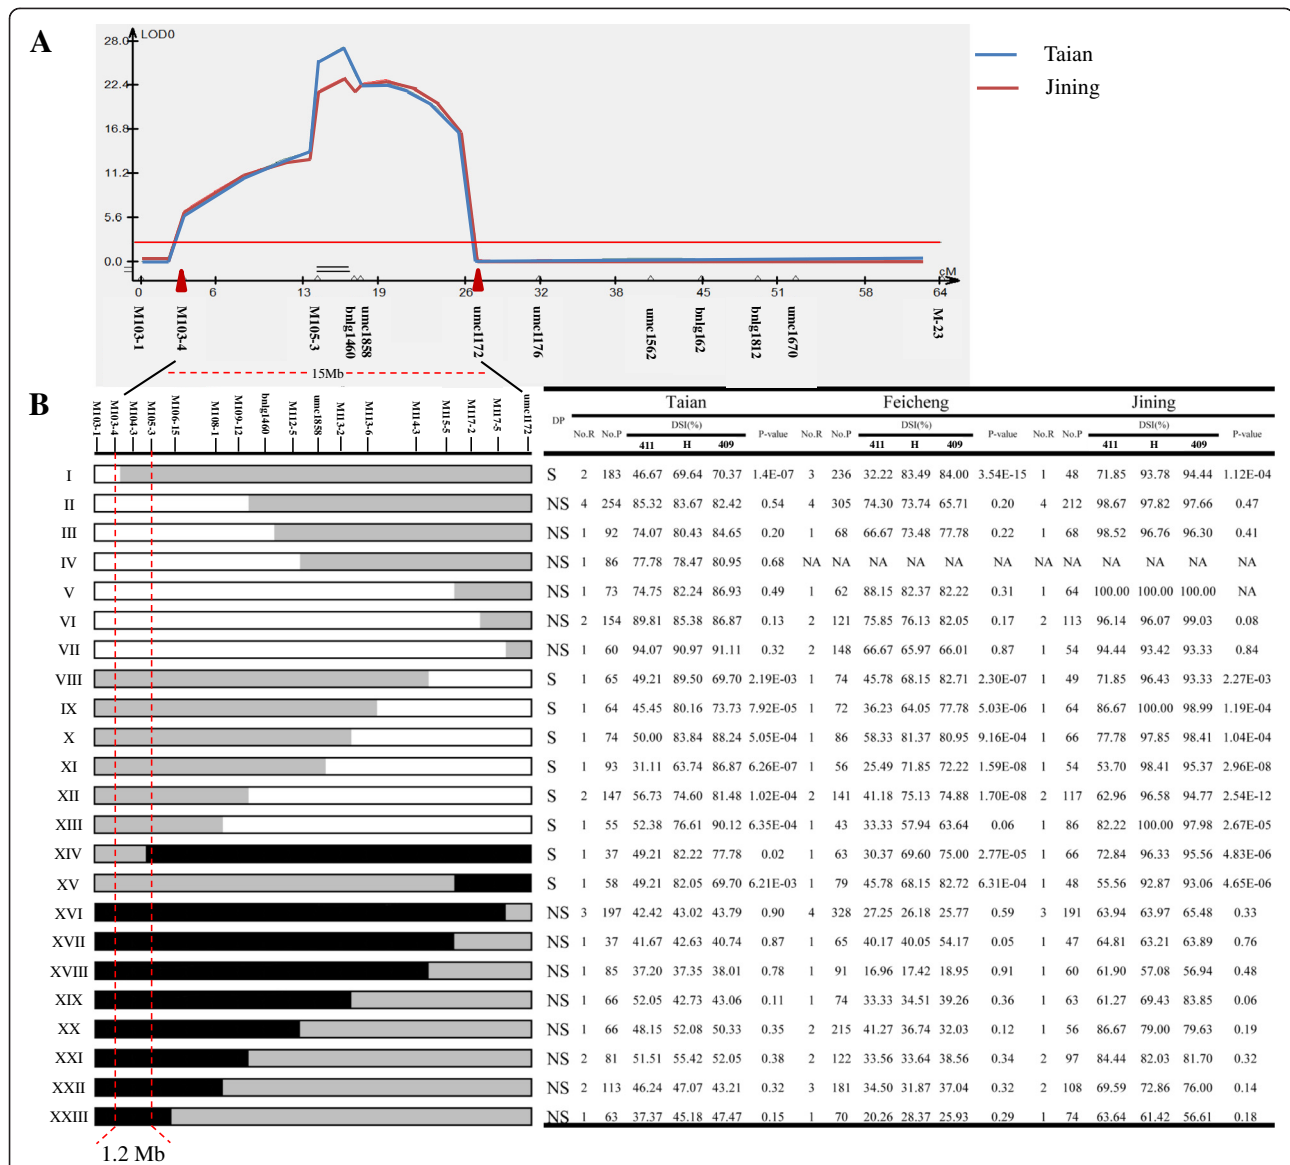 A
LOD0
28.0
22.4
16.8
11.2
5.6
0.0
cM
0 6 13 19 26 32 38 45 51 58 64
Taian
Jining
M103-1 M103-4 M105-3 bnlg1460 umc1858 umc1172 umc1176 umc1562 bnlg162 bnlg1812 umc1670 M-23
15Mb
B
M103-1 M103-4 M104-3 M105-3 M106-15 M108-1 M109-12 bnlg1460 M112-5 umc1858 M113-2 M113-6 M114-3 M115-5 M117-2 M117-5 umc1172
Taian Feicheng Jining
DP No.R No.P DSI(%) P-value No.R No.P DSI(%) P-value No.R No.P DSI(%) P-value
411 H 409 411 H 409 411 H 409
I S 2 183 46.67 69.64 70.37 1.4E-07 3 236 32.22 83.49 84.00 3.54E-15 1 48 71.85 93.78 94.44 1.12E-04
II NS 4 254 85.32 83.67 82.42 0.54 4 305 74.30 73.74 65.71 0.20 4 212 98.67 97.82 97.66 0.47
III NS 1 92 74.07 80.43 84.65 0.20 1 68 66.67 73.48 77.78 0.22 1 68 98.52 96.76 96.30 0.41
IV NS 1 86 77.78 78.47 80.95 0.68 NA NA NA NA NA NA NA NA NA NA NA NA
V NS 1 73 74.75 82.24 86.93 0.49 1 62 88.15 82.37 82.22 0.31 1 64 100.00 100.00 100.00 NA
VI NS 2 154 89.81 85.38 86.87 0.13 2 121 75.85 76.13 82.05 0.17 2 113 96.14 96.07 99.03 0.08
VII NS 1 60 94.07 90.97 91.11 0.32 2 148 66.67 65.97 66.01 0.87 1 54 94.44 93.42 93.33 0.84
VIII S 1 65 49.21 89.50 69.70 2.19E-03 1 74 45.78 68.15 82.71 2.30E-07 1 49 71.85 96.43 93.33 2.27E-03
IX S 1 64 45.45 80.16 73.73 7.92E-05 1 72 36.23 64.05 77.78 5.03E-06 1 64 86.67 100.00 98.99 1.19E-04
X S 1 74 50.00 83.84 88.24 5.05E-04 1 86 58.33 81.37 80.95 9.16E-04 1 66 77.78 97.85 98.41 1.04E-04
XI S 1 93 31.11 63.74 86.87 6.26E-07 1 56 25.49 71.85 72.22 1.59E-08 1 54 53.70 98.41 95.37 2.96E-08
XII S 2 147 56.73 74.60 81.48 1.02E-04 2 141 41.18 75.13 74.88 1.70E-08 2 117 62.96 96.58 94.77 2.54E-12
XIII S 1 55 52.38 76.61 90.12 6.35E-04 1 43 33.33 57.94 63.64 0.06 1 86 82.22 100.00 97.98 2.67E-05
XIV S 1 37 49.21 82.22 77.78 0.02 1 63 30.37 69.60 75.00 2.77E-05 1 66 72.84 96.33 95.56 4.83E-06
XV S 1 58 49.21 82.05 69.70 6.21E-03 1 79 45.78 68.15 82.72 6.31E-04 1 48 55.56 92.87 93.06 4.65E-06
XVI NS 3 197 42.42 43.02 43.79 0.90 4 328 27.25 26.18 25.77 0.59 3 191 63.94 63.97 65.48 0.33
XVII NS 1 37 41.67 42.63 40.74 0.87 1 65 40.17 40.05 54.17 0.05 1 47 64.81 63.21 63.89 0.76
XVIII NS 1 85 37.20 37.35 38.01 0.78 1 91 16.96 17.42 18.95 0.91 1 60 61.90 57.08 56.94 0.48
XIX NS 1 66 52.05 42.73 43.06 0.11 1 74 33.33 34.51 39.26 0.36 1 63 61.27 69.43 83.85 0.06
XX NS 1 66 48.15 52.08 50.33 0.35 2 215 41.27 36.74 32.03 0.12 1 56 86.67 79.00 79.63 0.19
XXI NS 2 81 51.51 55.42 52.05 0.38 2 122 33.56 33.64 38.56 0.34 2 97 84.44 82.03 81.70 0.32
XXII NS 2 113 46.24 47.07 43.21 0.32 3 181 34.50 31.87 37.04 0.32 2 108 69.59 72.86 76.00 0.14
XXIII NS 1 63 37.37 45.18 47.47 0.15 1 70 20.26 28.37 25.93 0.29 1 74 63.64 61.42 56.61 0.18
1.2 Mb